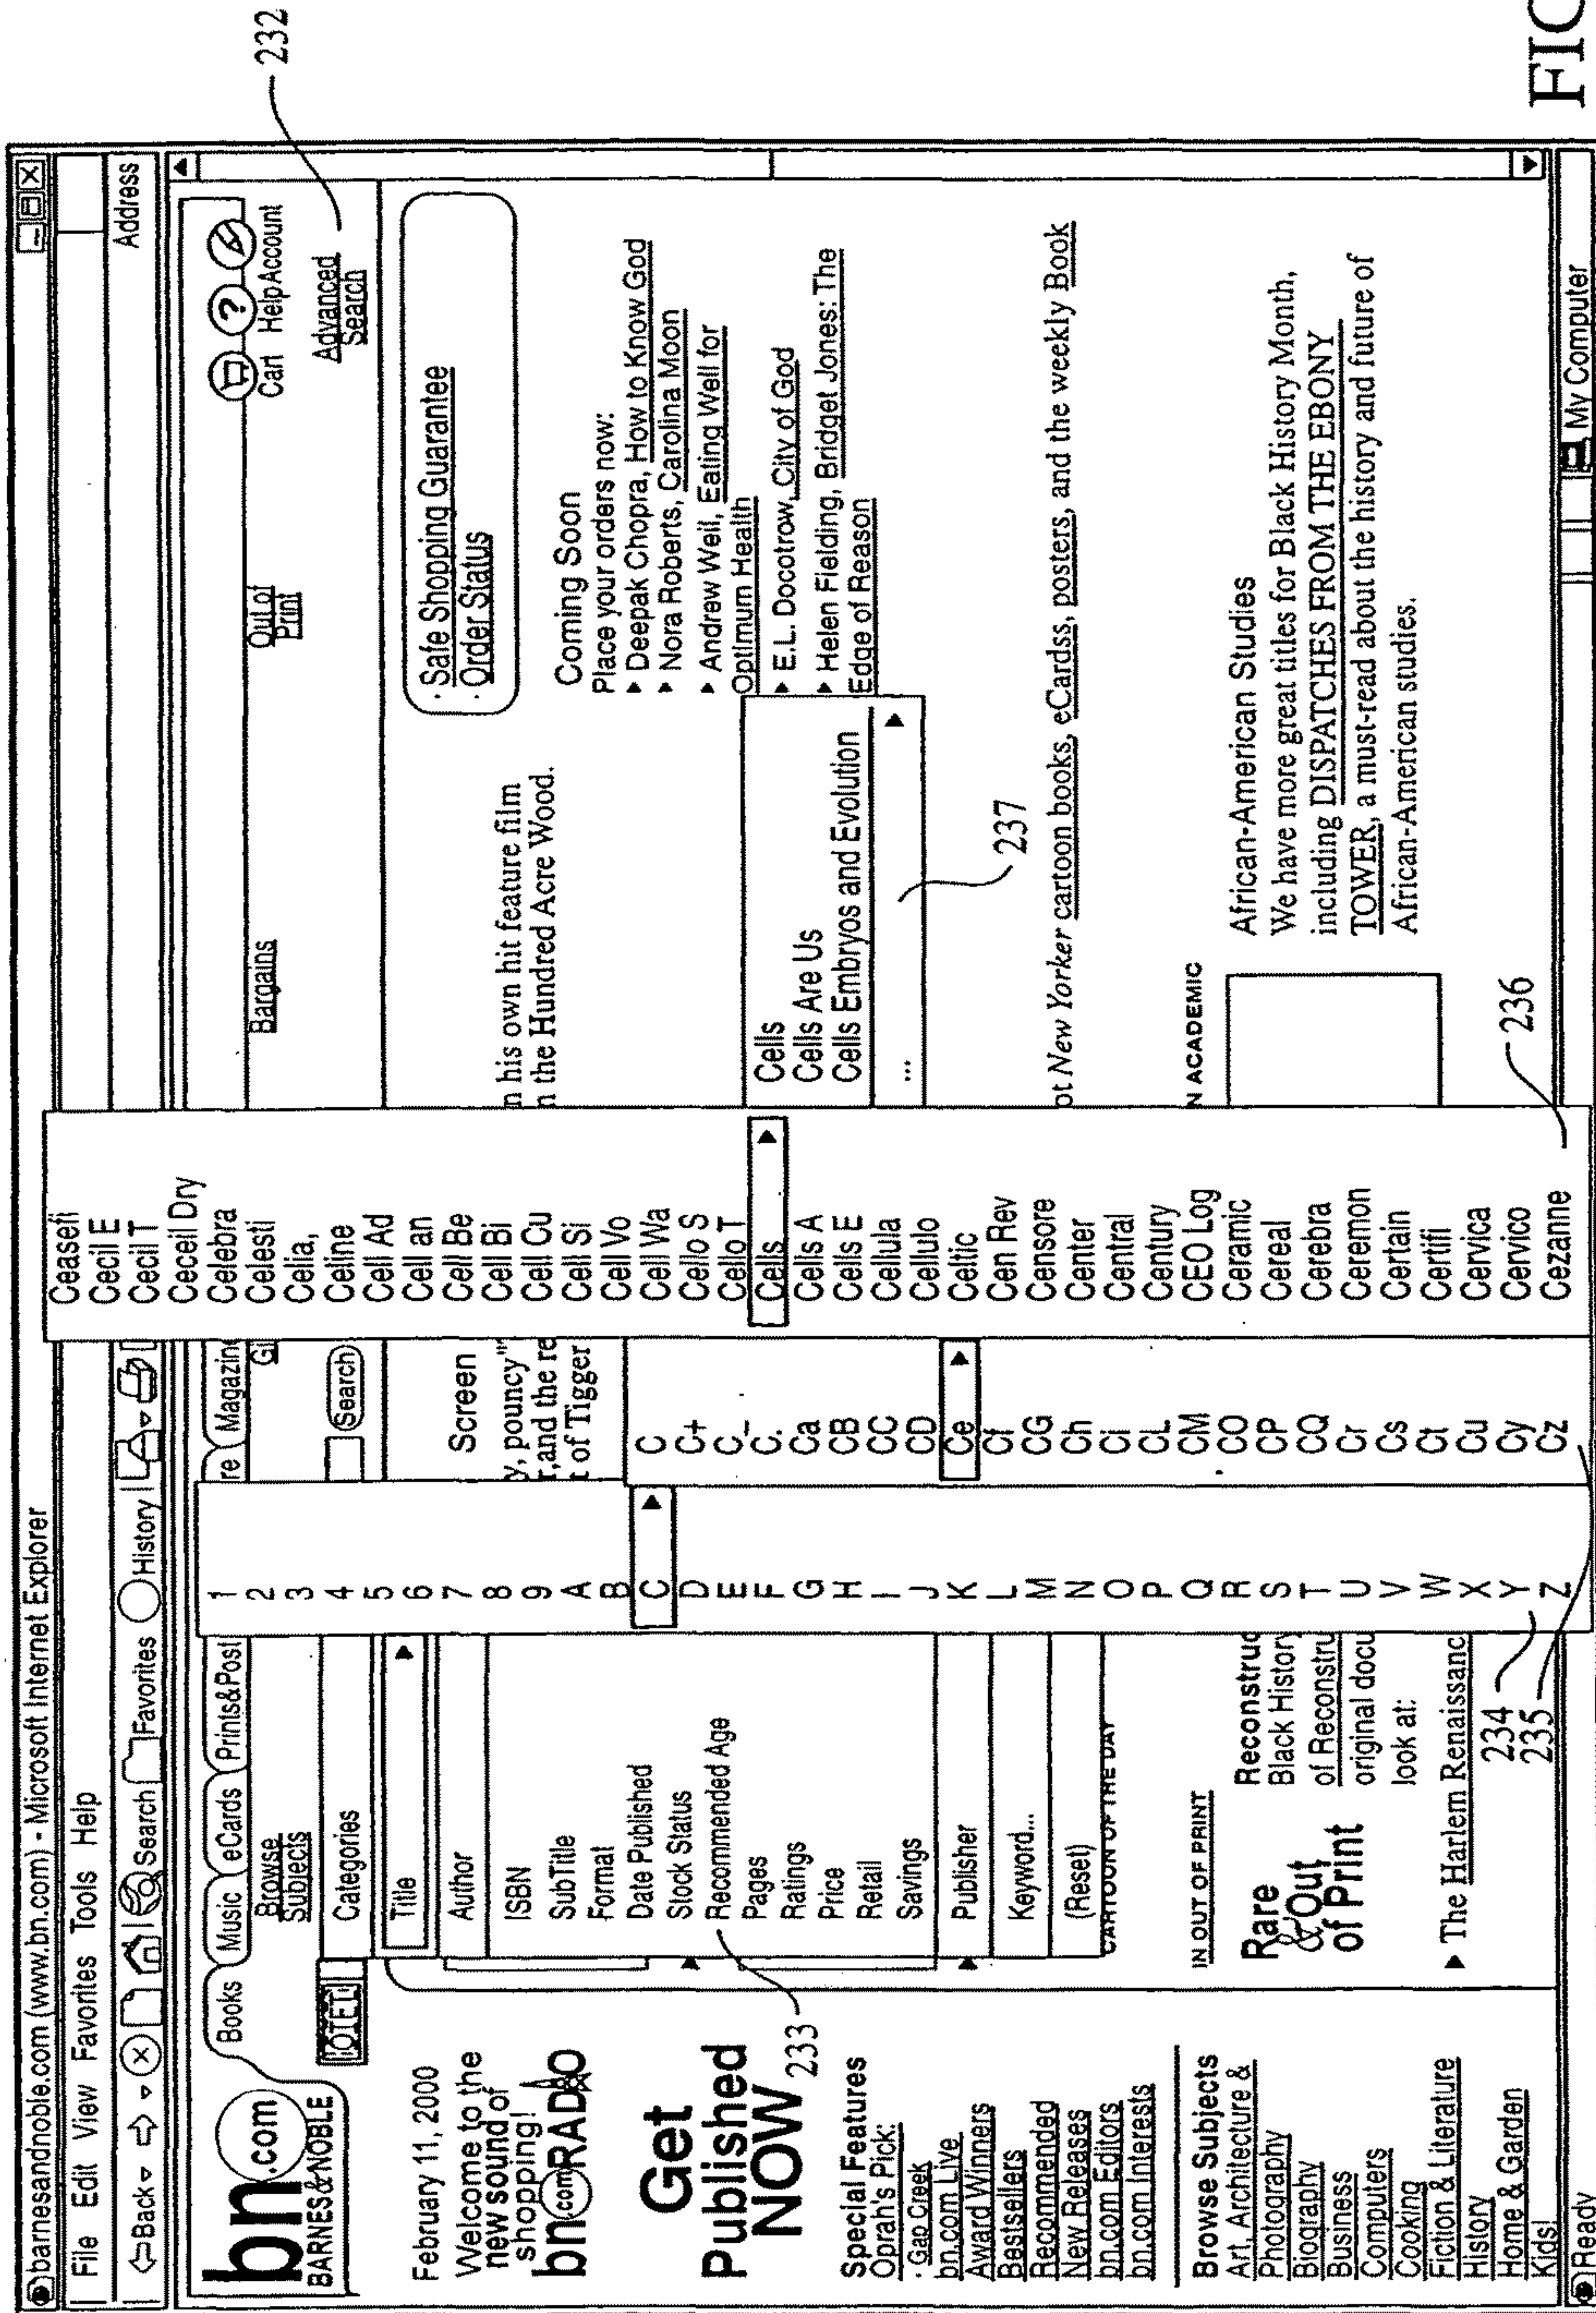 barnesandnoble.com (www.bn.com) - Microsoft Internet Explorer
File Edit View Favorites Tools Help
Back Search Favorites History
Address
bn.com
BARNES&NOBLE
Books Music eCards Prints&Post re Magazin
Cart Help Account
Browse
Subjects
Bargains
Out of
Print
Advanced
Search
232
Search
February 11, 2000
Welcome to the
new sound of
shopping!
bn.com RADIO
Get
Published
NOW
233
Special Features
Oprah's Pick:
· Gap Creek
bn.com Live
Award Winners
Bestsellers
Recommended
New Releases
bn.com Editors
bn.com Interests
Browse Subjects
Art, Architecture &
Photography
Biography
Business
Computers
Cooking
Fiction & Literature
History
Home & Garden
Kids!
Categories
Title
Author
ISBN
SubTitle
Format
Date Published
Stock Status
Recommended Age
Pages
Ratings
Price
Retail
Savings
Publisher
Keyword...
(Reset)
CARTOON OF THE DAY
IN OUT OF PRINT
Rare
&Out
of Print
Reconstruc
Black History
of Reconstru
original docu
look at:
▸ The Harlem Renaissanc
234
235
1
2
3
4
5
6
7
8
9
A
B
C
D
E
F
G
H
I
J
K
L
M
N
O
P
Q
R
S
T
U
V
W
X
Y
Z
Screen
y, pouncy"
r,and the re
t of Tigger
C
C+
C_
C.
Ca
CB
CC
CD
Ce
Cf
CG
Ch
Ci
CL
CM
CO
CP
CQ
Cr
Cs
Ct
Cu
Cy
Cz
Ceasefi
Cecil E
Cecil T
Ceceil Dry
Celebra
Celesti
Celia,
Celine
Cell Ad
Cell an
Cell Be
Cell Bi
Cell Cu
Cell Si
Cell Vo
Cell Wa
Cello S
Cello T
Cells
Cells A
Cells E
Cellula
Cellulo
Celtic
Cen Rev
Censore
Center
Central
Century
CEO Log
Ceramic
Cereal
Cerebra
Ceremon
Certain
Certifi
Cervica
Cervico
Cezanne
236
n his own hit feature film
n the Hundred Acre Wood.
Cells
Cells Are Us
Cells Embryos and Evolution
...
237
· Safe Shopping Guarantee
· Order Status
Coming Soon
Place your orders now:
▸ Deepak Chopra, How to Know God
▸ Nora Roberts, Carolina Moon
▸ Andrew Weil, Eating Well for
Optimum Health
▸ E.L. Docotrow, City of God
▸ Helen Fielding, Bridget Jones: The
Edge of Reason
ot New Yorker cartoon books, eCardss, posters, and the weekly Book
N ACADEMIC
African-American Studies
We have more great titles for Black History Month,
including DISPATCHES FROM THE EBONY
TOWER, a must-read about the history and future of
African-American studies.
Ready
My Computer
FIG